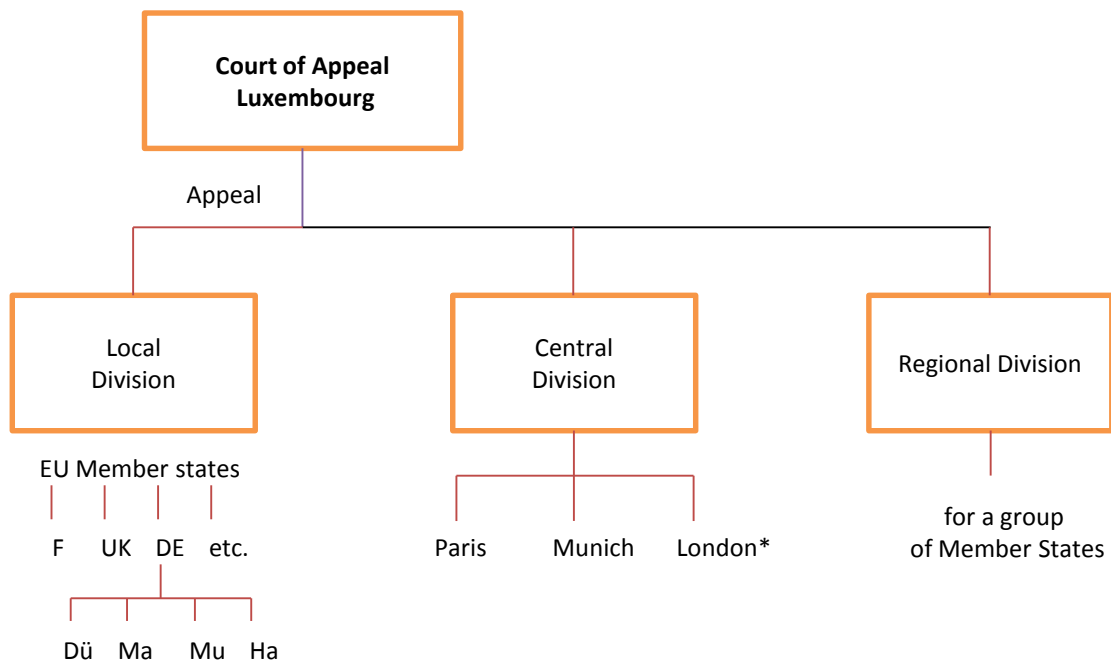 Court of Appeal
Luxembourg
Appeal
Local
Division
Central
Division
Regional Division
EU Member states
F UK DE etc.
Dü Ma Mu Ha
Paris Munich London*
for a group
of Member States